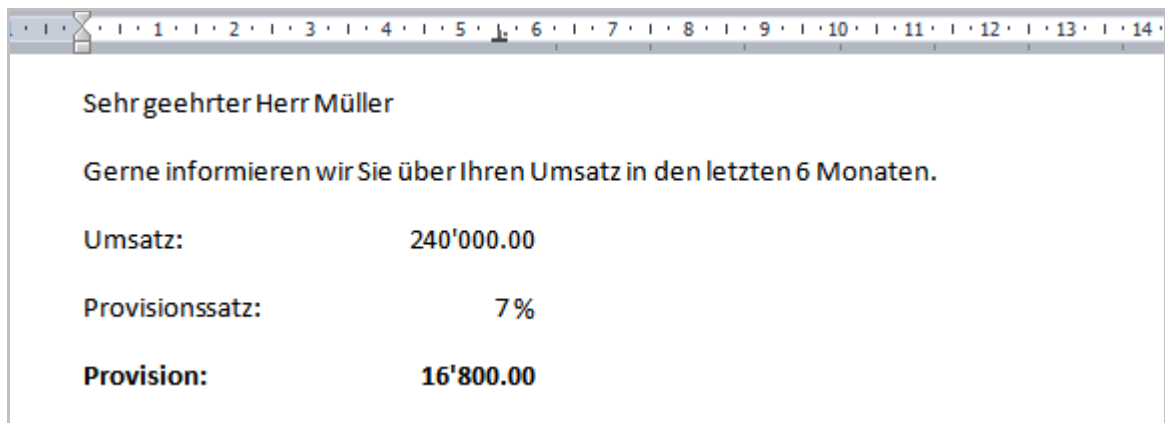 1 2 3 4 5 6 7 8 9 10 11 12 13 14
Sehr geehrter Herr Müller
Gerne informieren wir Sie über Ihren Umsatz in den letzten 6 Monaten.
Umsatz: 240'000.00
Provisionssatz: 7 %
Provision: 16'800.00